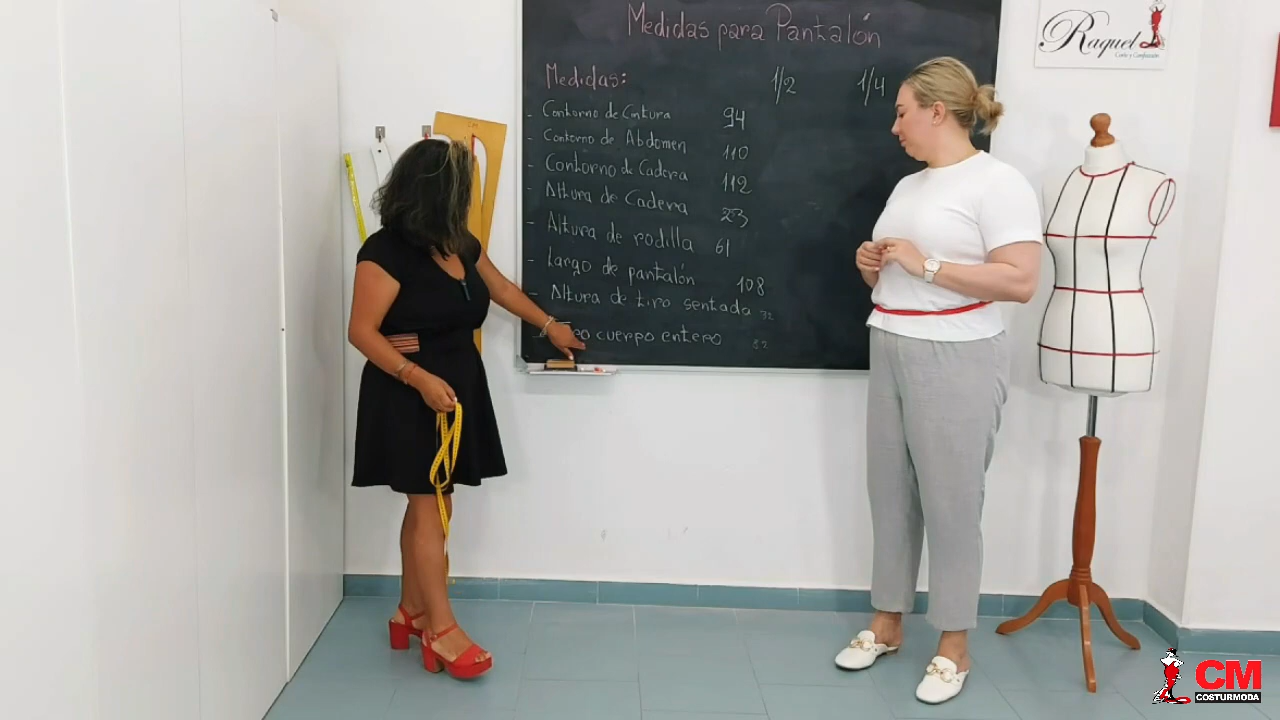 Medidas para Pantalón
Medidas: 1/2 1/4
- Contorno de Cintura 94
- Contorno de Abdomen 110
- Contorno de Cadera 112
- Altura de Cadera 23
- Altura de rodilla 61
- Largo de pantalón 108
- Altura de tiro sentada 32
cuerpo entero
Raquel
Corte y Confección
CM
COSTURMODA